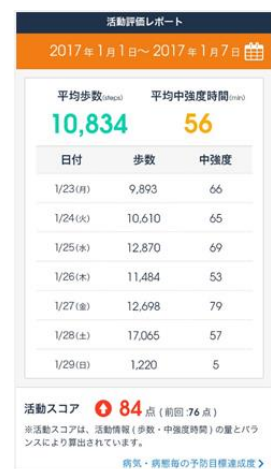 活動評価レポート
2017年1月1日～2017年1月7日
平均歩数(steps) 平均中強度時間(min)
10,834 56
日付 歩数 中強度
1/23(月) 9,893 66
1/24(火) 10,610 65
1/25(水) 12,870 69
1/26(木) 11,484 53
1/27(金) 12,698 79
1/28(土) 17,065 57
1/29(日) 1,220 5
活動スコア 84点(前回:76点)
※活動スコアは、活動情報(歩数・中強度時間)の量とバラ
ンスにより算出されています。
病気・病態毎の予防目標達成度